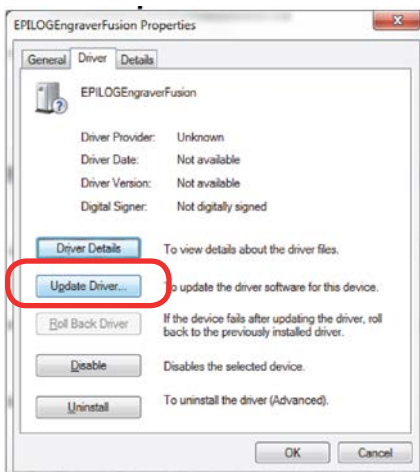 EPILOGEngraverFusion Properties
General Driver Details
EPILOGEngraverFusion
Driver Provider: Unknown
Driver Date: Not available
Driver Version: Not available
Digital Signer: Not digitally signed
Driver Details To view details about the driver files.
Update Driver... To update the driver software for this device.
Roll Back Driver If the device fails after updating the driver, roll
back to the previously installed driver.
Disable Disables the selected device.
Uninstall To uninstall the driver (Advanced).
OK Cancel